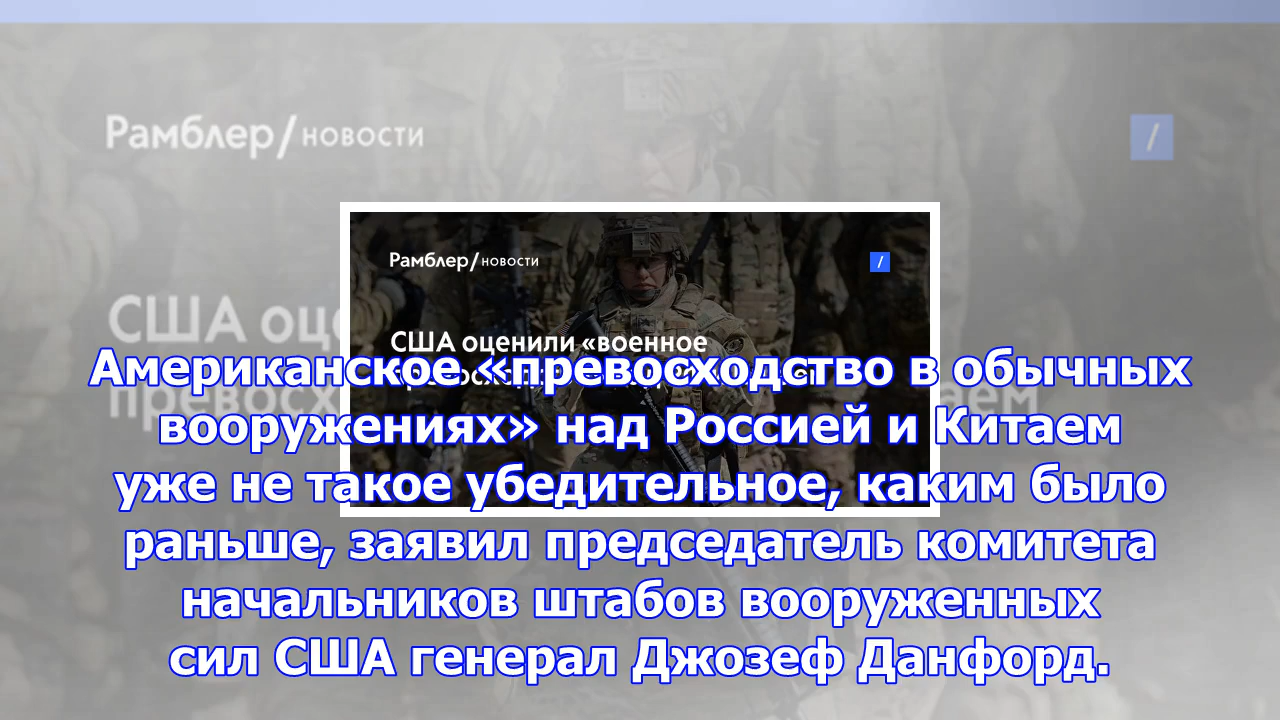 Рамблер/новости
/
Рамблер/новости
/
США оценили «военное
Американское «превосходство в обычных
вооружениях» над Россией и Китаем
уже не такое убедительное, каким было
раньше, заявил председатель комитета
начальников штабов вооруженных
сил США генерал Джозеф Данфорд.